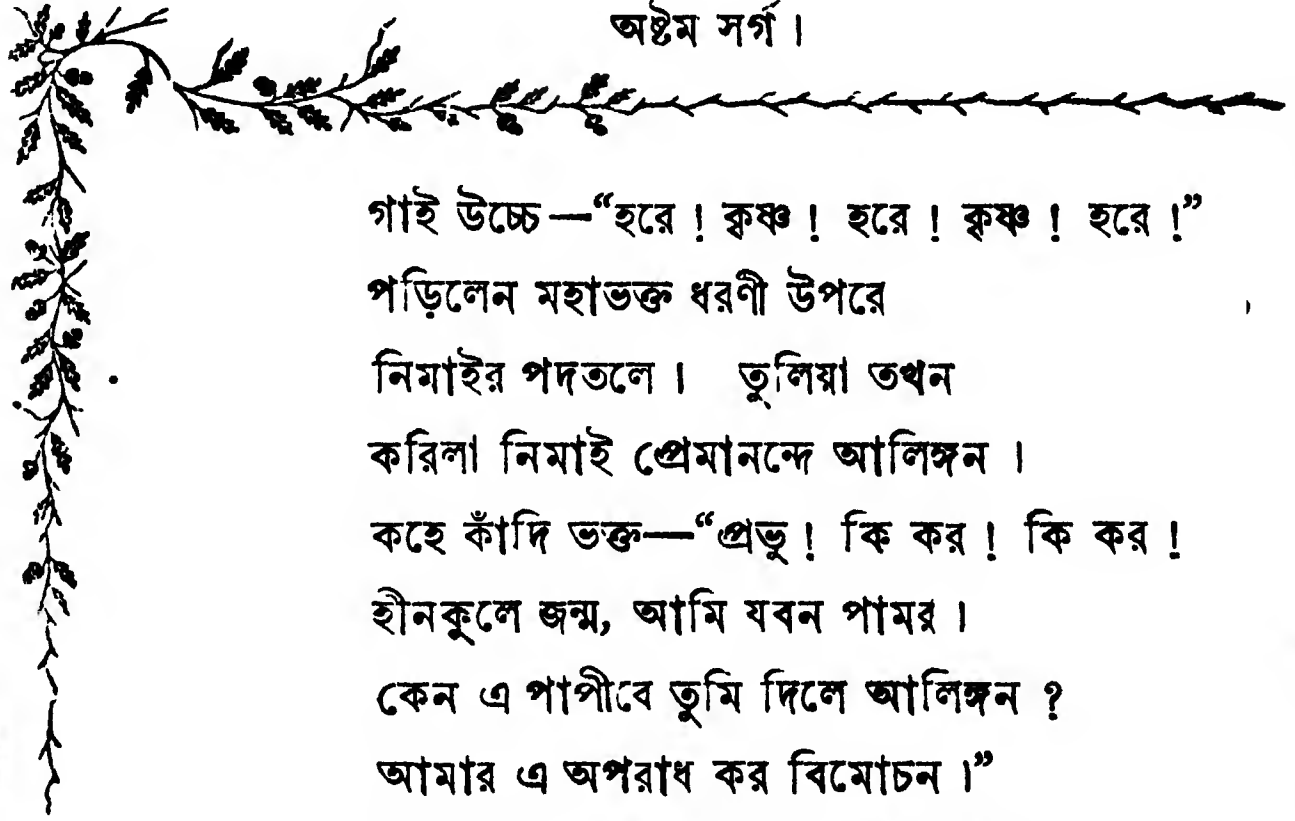 অষ্টম সর্গ।
গাই উচ্চে—“হরে! কৃষ্ণ! হরে! কৃষ্ণ! হরে!”
পড়িলেন মহাভক্ত ধরণী উপরে
নিমাইর পদতলে। তুলিয়া তখন
করিলা নিমাই প্রেমানন্দে আলিঙ্গন।
কহে কাঁদি ভক্ত—“প্রভু! কি কর! কি কর!
হীনকুলে জন্ম, আমি যবন পামর।
কেন এ পাপীবে তুমি দিলে আলিঙ্গন?
আমার এ অপরাধ কর বিমোচন।”